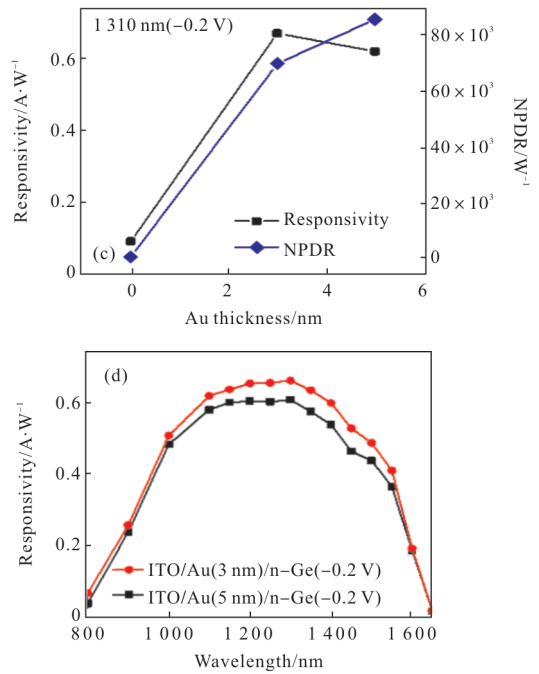 1 310 nm(−0.2 V)
0.6
0.4
0.2
0
Responsivity/A·W⁻¹
80×10³
60×10³
40×10³
20×10³
0
NPDR/W⁻¹
Responsivity
NPDR
(c)
0 2 4 6
Au thickness/nm
(d)
0.6
0.4
0.2
0
Responsivity/A·W⁻¹
ITO/Au(3 nm)/n−Ge(−0.2 V)
ITO/Au(5 nm)/n−Ge(−0.2 V)
800 1 000 1 200 1 400 1 600
Wavelength/nm